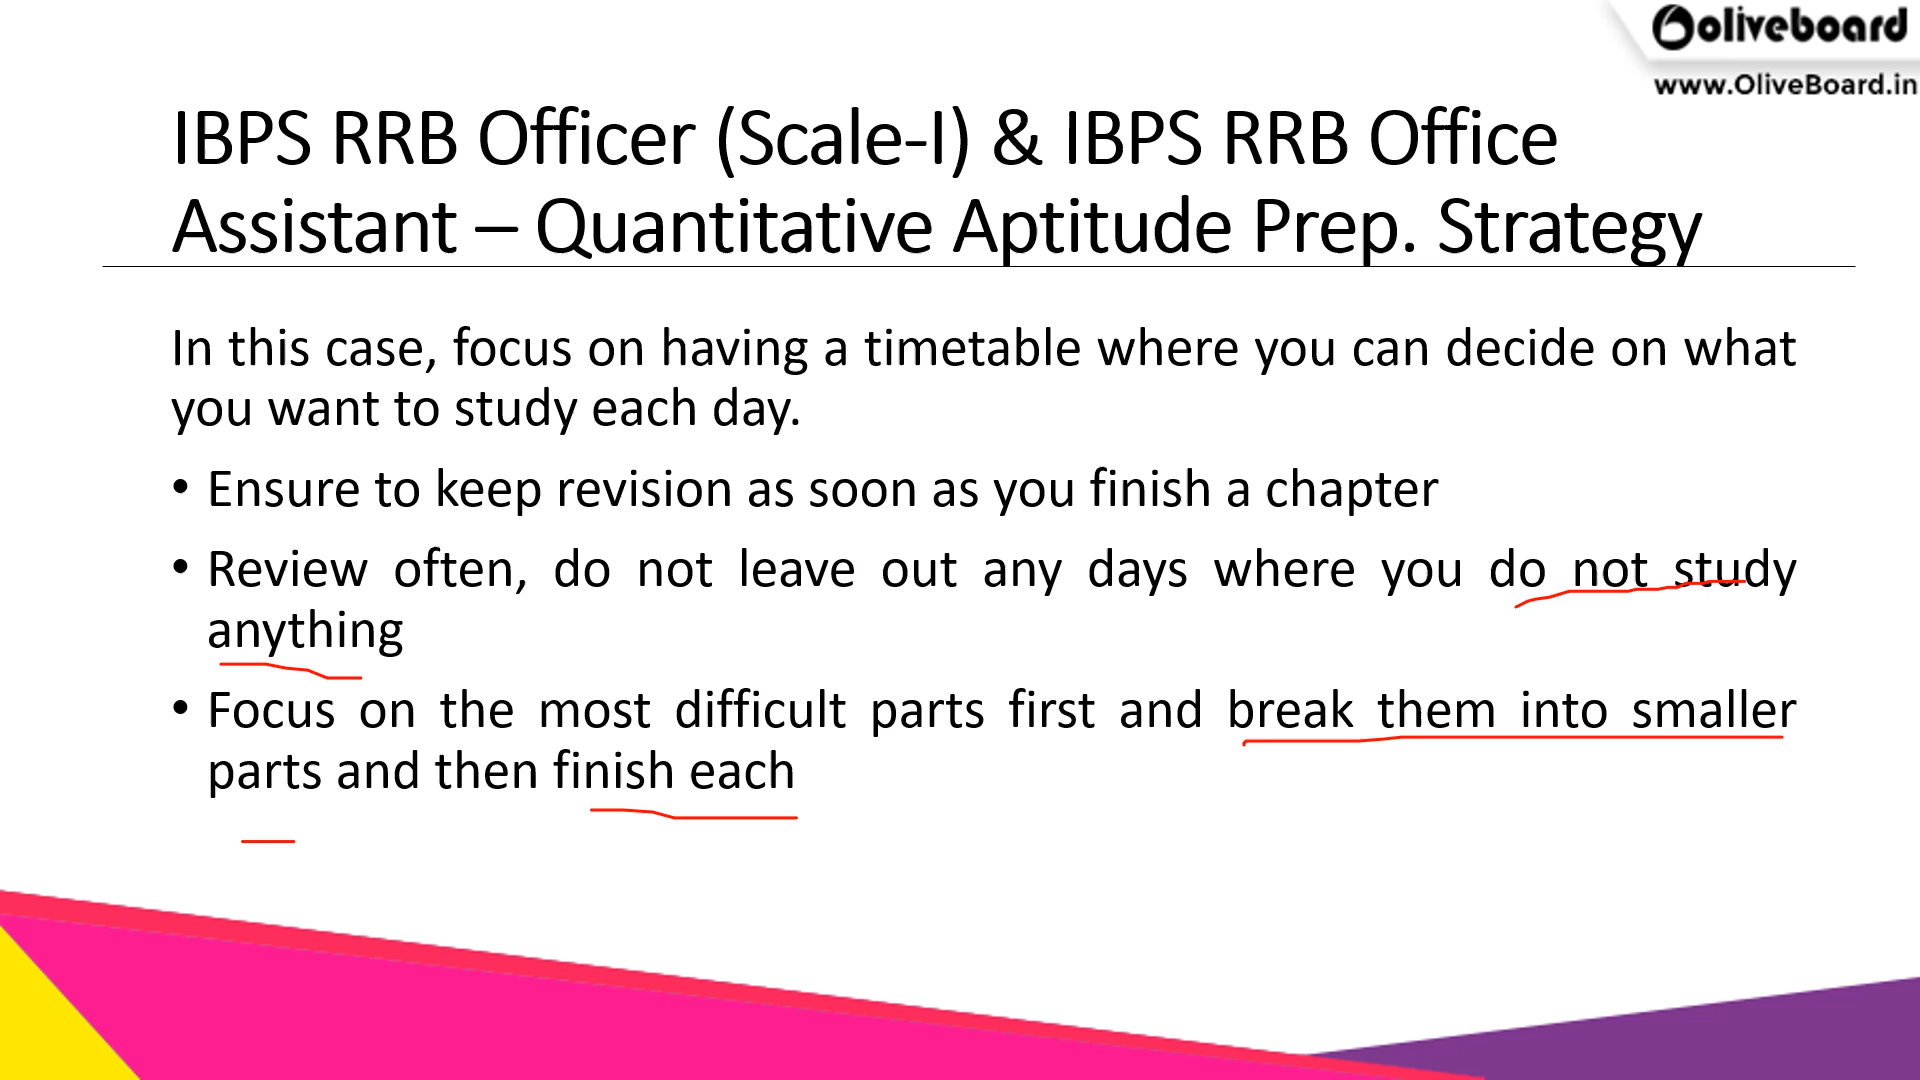 oliveboard
www.OliveBoard.in
IBPS RRB Officer (Scale-I) & IBPS RRB Office
Assistant – Quantitative Aptitude Prep. Strategy
In this case, focus on having a timetable where you can decide on what
you want to study each day.
• Ensure to keep revision as soon as you finish a chapter
• Review often, do not leave out any days where you do not study
anything
• Focus on the most difficult parts first and break them into smaller
parts and then finish each